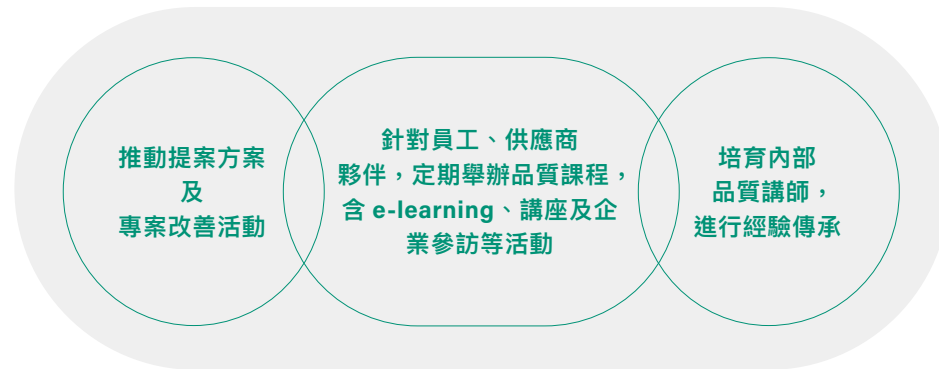 推動提案方案
及
專案改善活動
針對員工、供應商
夥伴，定期舉辦品質課程，
含 e-learning、講座及企
業參訪等活動
培育內部
品質講師，
進行經驗傳承